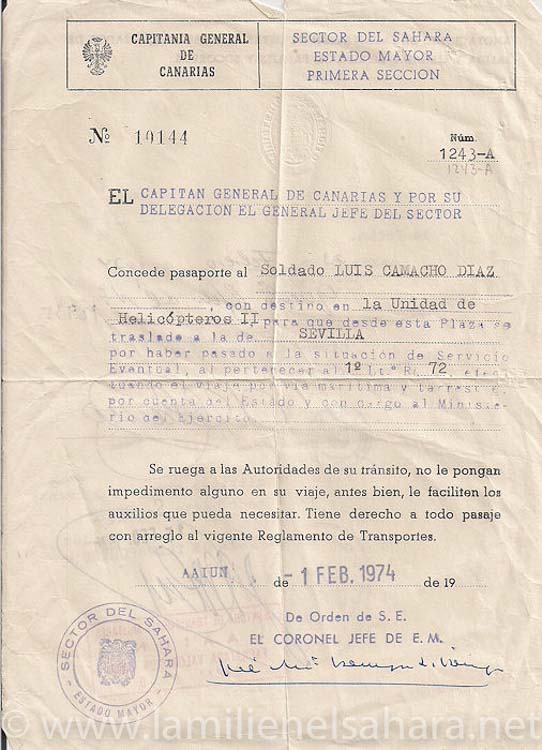 CAPITANIA GENERAL
DE
CANARIAS
SECTOR DEL SAHARA
ESTADO MAYOR
PRIMERA SECCION
Nº 10144
Núm.
1243-A
1243-A
EL CAPITAN GENERAL DE CANARIAS Y POR SU
DELEGACION EL GENERAL JEFE DEL SECTOR
Concede pasaporte al Soldado LUIS CAMACHO DIAZ
con destino en la Unidad de
Helicópteros II para que desde esta Plaza se
traslade a la de SEVILLA
por haber pasado a la situación de Servicio
Eventual, al pertenecer al 1º R. 72,
tuando el viaje por vía marítima y terrestre
por cuenta del Estado y con cargo al Ministe-
rio del Ejército.
Se ruega a las Autoridades de su tránsito, no le pongan
impedimento alguno en su viaje, antes bien, le faciliten los
auxilios que pueda necesitar. Tiene derecho a todo pasaje
con arreglo al vigente Reglamento de Transportes.
AAIUN de -1 FEB. 1974 de 19
De Orden de S. E.
EL CORONEL JEFE DE E. M.
SECTOR DEL SAHARA
ESTADO MAYOR
© www.lamilienelsahara.net